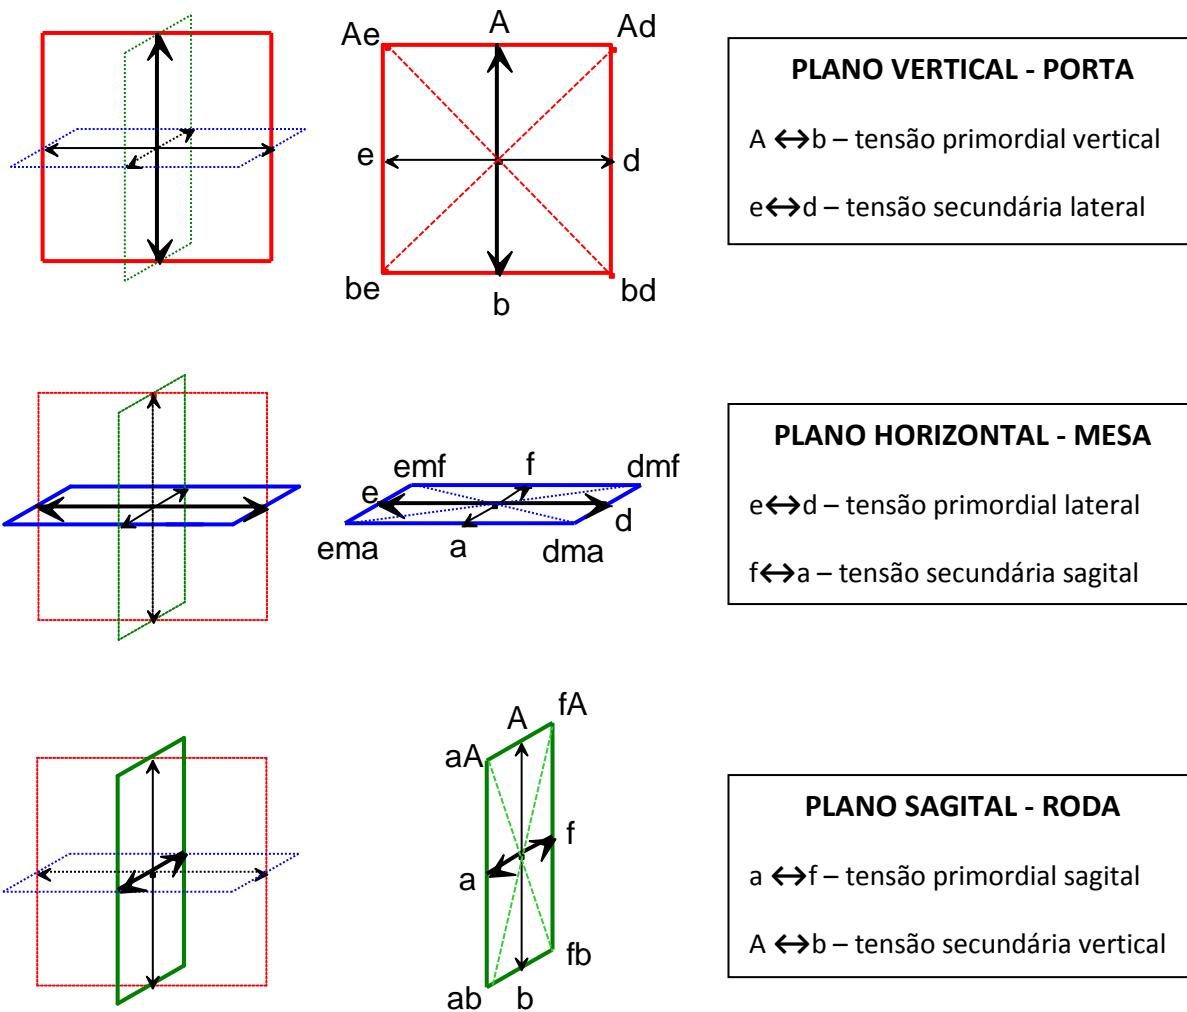 Ae A Ad
e d
be b bd
PLANO VERTICAL - PORTA
A ↔b – tensão primordial vertical
e↔d – tensão secundária lateral
emf f dmf
e d
ema a dma
PLANO HORIZONTAL - MESA
e↔d – tensão primordial lateral
f↔a – tensão secundária sagital
A fA
aA
f
a
fb
ab b
PLANO SAGITAL - RODA
a ↔f – tensão primordial sagital
A ↔b – tensão secundária vertical